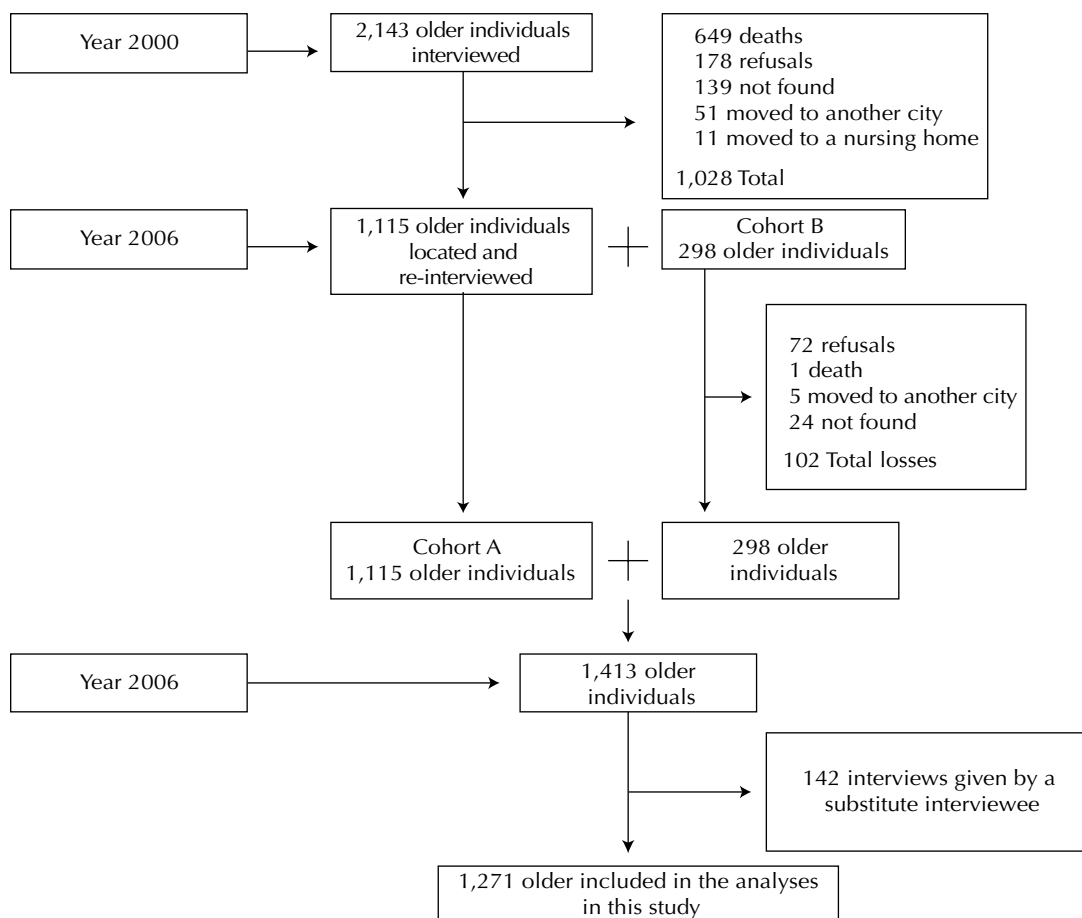 Year 2000
2,143 older individuals
interviewed
649 deaths
178 refusals
139 not found
51 moved to another city
11 moved to a nursing home
1,028 Total
Year 2006
1,115 older individuals
located and
re-interviewed
Cohort B
298 older individuals
72 refusals
1 death
5 moved to another city
24 not found
102 Total losses
Cohort A
1,115 older individuals
298 older
individuals
Year 2006
1,413 older
individuals
142 interviews given by a
substitute interviewee
1,271 older included in the analyses
in this study